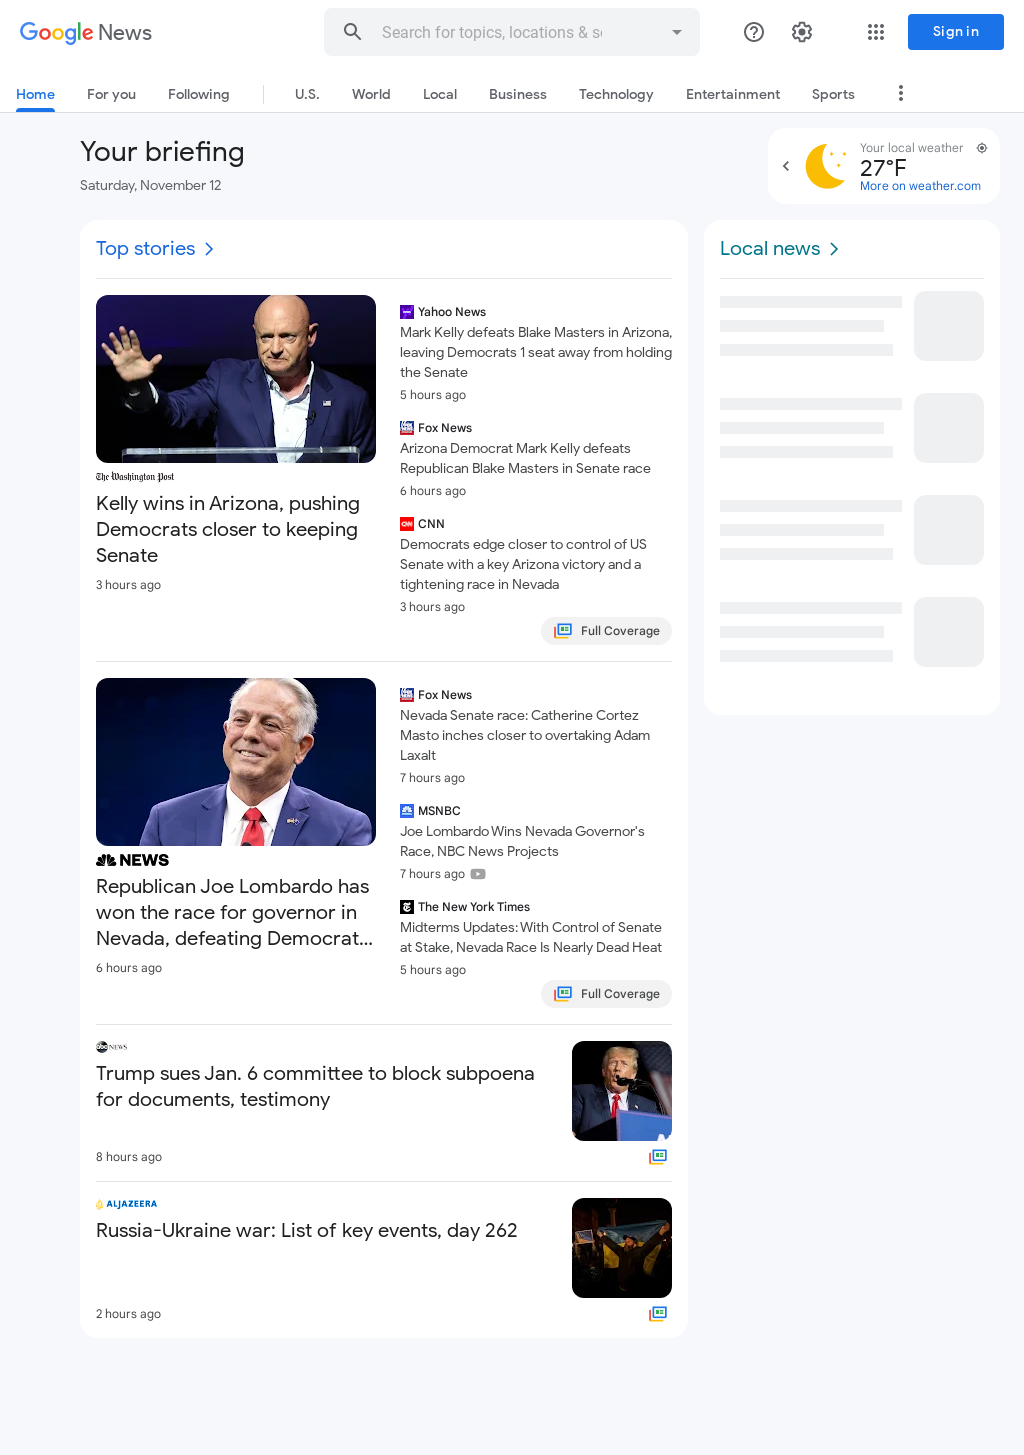 Google News
Search for topics, locations &
Sign in
Home
For you
Following
U.S.
World
Local
Business
Technology
Entertainment
Sports
Your briefing
Saturday, November 12
Your local weather
27°F
More on weather.com
Top stories
The Washington Post
Kelly wins in Arizona, pushing
Democrats closer to keeping
Senate
3 hours ago
Yahoo News
Mark Kelly defeats Blake Masters in Arizona,
leaving Democrats 1 seat away from holding
the Senate
5 hours ago
Fox News
Arizona Democrat Mark Kelly defeats
Republican Blake Masters in Senate race
6 hours ago
CNN
Democrats edge closer to control of US
Senate with a key Arizona victory and a
tightening race in Nevada
3 hours ago
Full Coverage
NEWS
Republican Joe Lombardo has
won the race for governor in
Nevada, defeating Democrat...
6 hours ago
Fox News
Nevada Senate race: Catherine Cortez
Masto inches closer to overtaking Adam
Laxalt
7 hours ago
MSNBC
Joe Lombardo Wins Nevada Governor's
Race, NBC News Projects
7 hours ago
The New York Times
Midterms Updates: With Control of Senate
at Stake, Nevada Race Is Nearly Dead Heat
5 hours ago
Full Coverage
abc NEWS
Trump sues Jan. 6 committee to block subpoena
for documents, testimony
8 hours ago
ALJAZEERA
Russia-Ukraine war: List of key events, day 262
2 hours ago
Local news